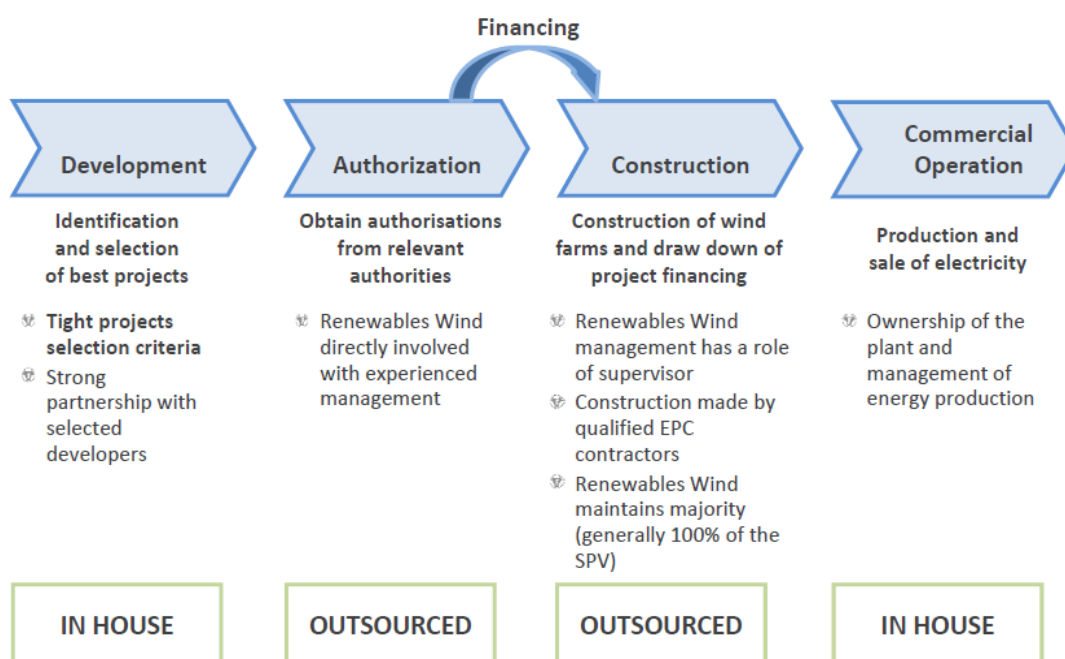 Financing
Development
Authorization
Construction
Commercial
Operation
Identification
and selection
of best projects
Tight projects
selection criteria
Strong
partnership with
selected
developers
Obtain authorisations
from relevant
authorities
Renewables Wind
directly involved
with experienced
management
Construction of wind
farms and draw down of
project financing
Renewables Wind
management has a role
of supervisor
Construction made by
qualified EPC
contractors
Renewables Wind
maintains majority
(generally 100% of the
SPV)
Production and
sale of electricity
Ownership of the
plant and
management of
energy production
IN HOUSE
OUTSOURCED
OUTSOURCED
IN HOUSE